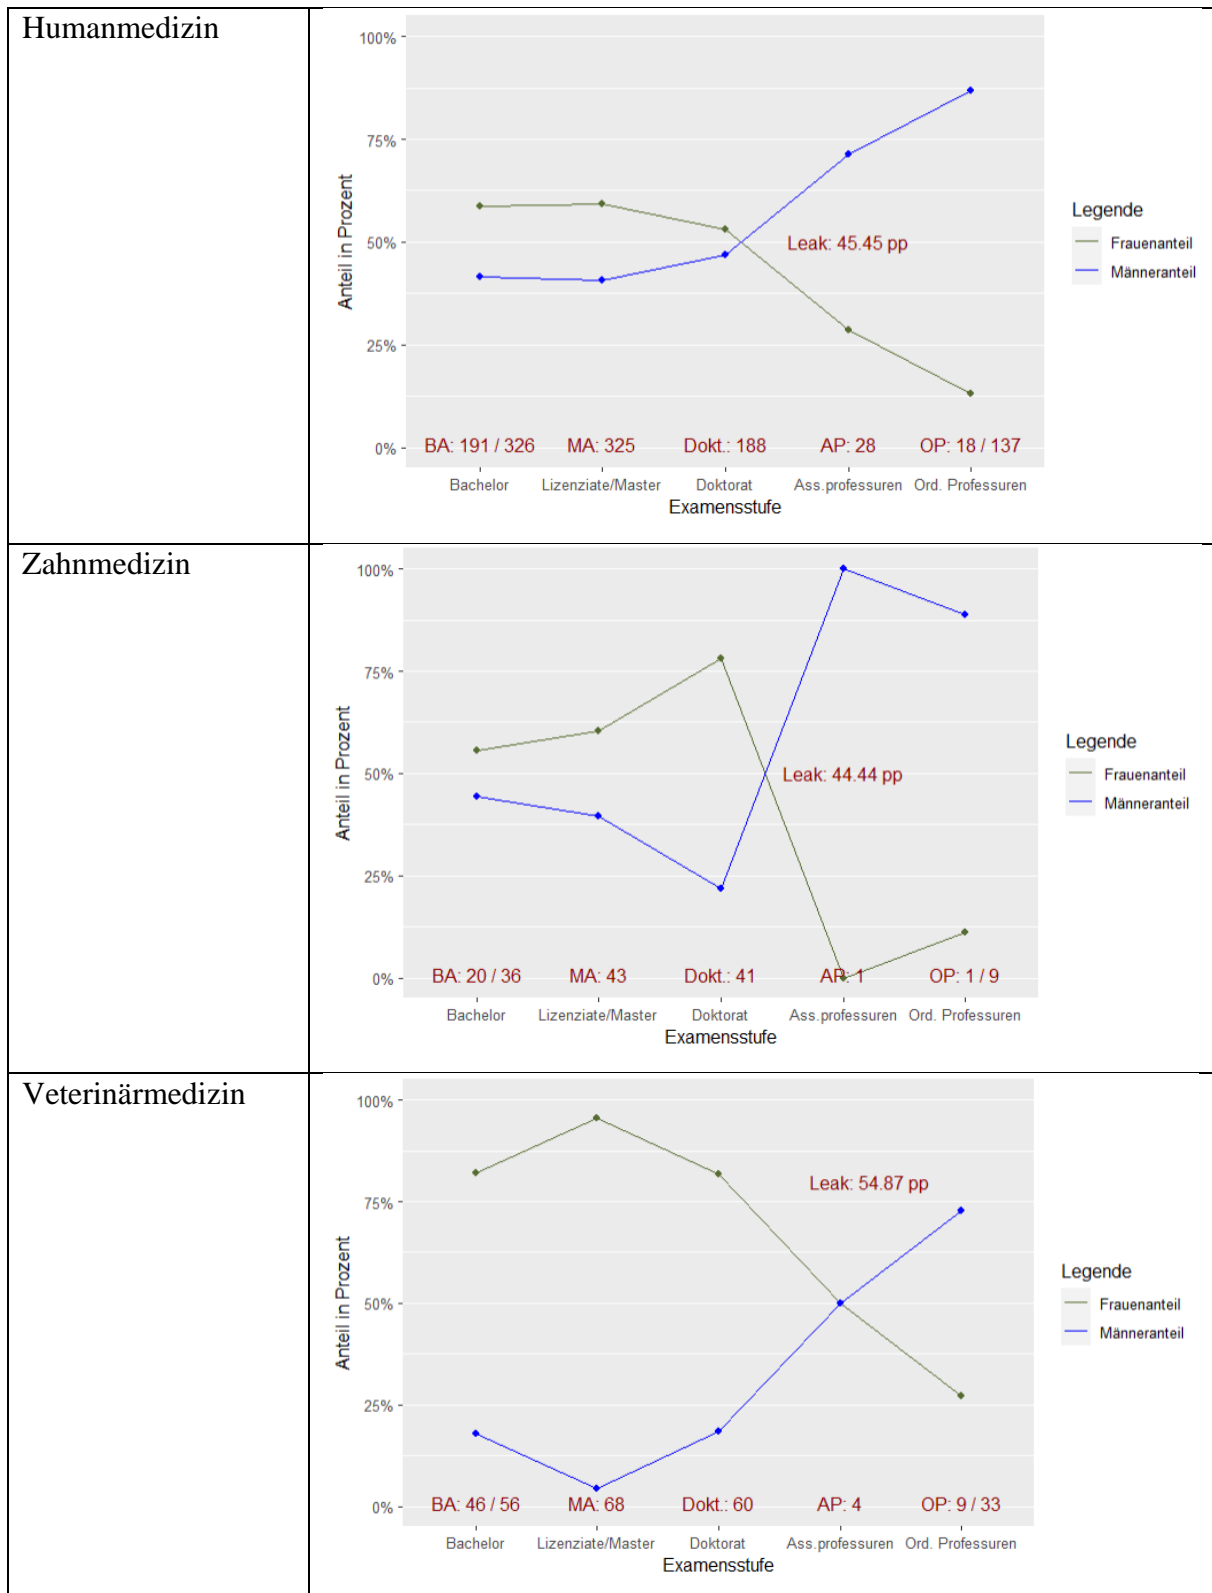 Humanmedizin
100%
75%
50%
25%
0%
Anteil in Prozent
Leak: 45.45 pp
BA: 191 / 326 MA: 325 Dokt.: 188 AP: 28 OP: 18 / 137
Bachelor Lizenziate/Master Doktorat Ass.professuren Ord. Professuren
Examensstufe
Legende
Frauenanteil
Männeranteil
Zahnmedizin
100%
75%
50%
25%
0%
Anteil in Prozent
Leak: 44.44 pp
BA: 20 / 36 MA: 43 Dokt.: 41 AP: 1 OP: 1 / 9
Bachelor Lizenziate/Master Doktorat Ass.professuren Ord. Professuren
Examensstufe
Legende
Frauenanteil
Männeranteil
Veterinärmedizin
100%
75%
50%
25%
0%
Anteil in Prozent
Leak: 54.87 pp
BA: 46 / 56 MA: 68 Dokt.: 60 AP: 4 OP: 9 / 33
Bachelor Lizenziate/Master Doktorat Ass.professuren Ord. Professuren
Examensstufe
Legende
Frauenanteil
Männeranteil